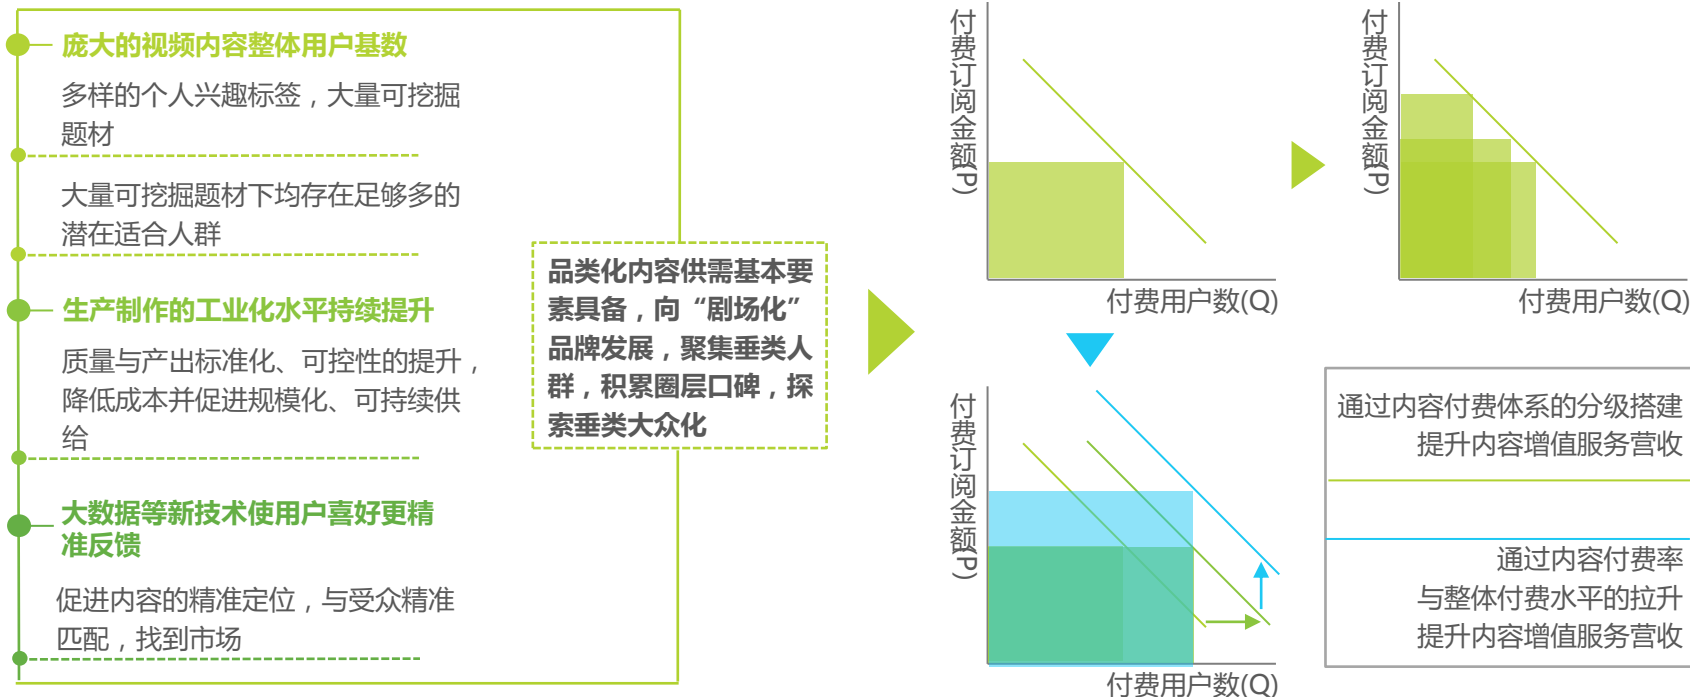 庞大的视频内容整体用户基数
多样的个人兴趣标签，大量可挖掘
题材
大量可挖掘题材下均存在足够多的
潜在适合人群
生产制作的工业化水平持续提升
质量与产出标准化、可控性的提升，
降低成本并促进规模化、可持续供
给
大数据等新技术使用户喜好更精
准反馈
促进内容的精准定位，与受众精准
匹配，找到市场
品类化内容供需基本要
素具备，向“剧场化”
品牌发展，聚集垂类人
群，积累圈层口碑，探
索垂类大众化
付费订阅金额(P)
付费用户数(Q)
付费订阅金额(P)
付费用户数(Q)
付费订阅金额(P)
付费用户数(Q)
通过内容付费体系的分级搭建
提升内容增值服务营收
通过内容付费率
与整体付费水平的拉升
提升内容增值服务营收